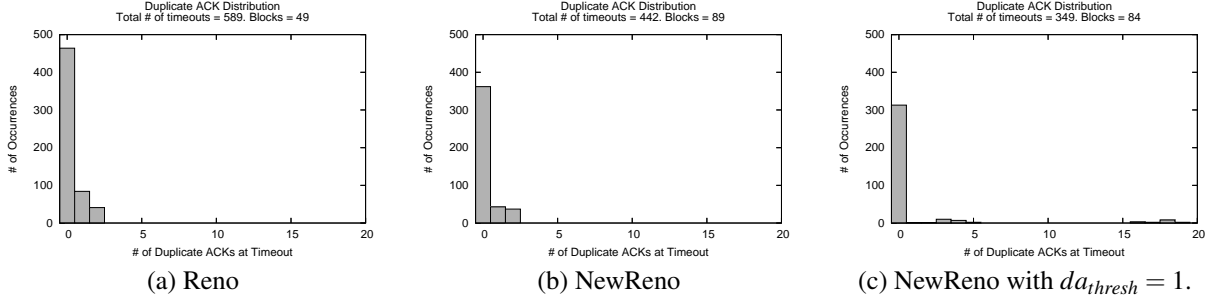 Duplicate ACK Distribution
Total # of timeouts = 589. Blocks = 49
500
400
300
200
100
0
# of Occurrences
0 5 10 15 20
# of Duplicate ACKs at Timeout
(a) Reno
Duplicate ACK Distribution
Total # of timeouts = 442. Blocks = 89
500
400
300
200
100
0
# of Occurrences
0 5 10 15 20
# of Duplicate ACKs at Timeout
(b) NewReno
Duplicate ACK Distribution
Total # of timeouts = 349. Blocks = 84
500
400
300
200
100
0
# of Occurrences
0 5 10 15 20
# of Duplicate ACKs at Timeout
(c) NewReno with da_thresh = 1.